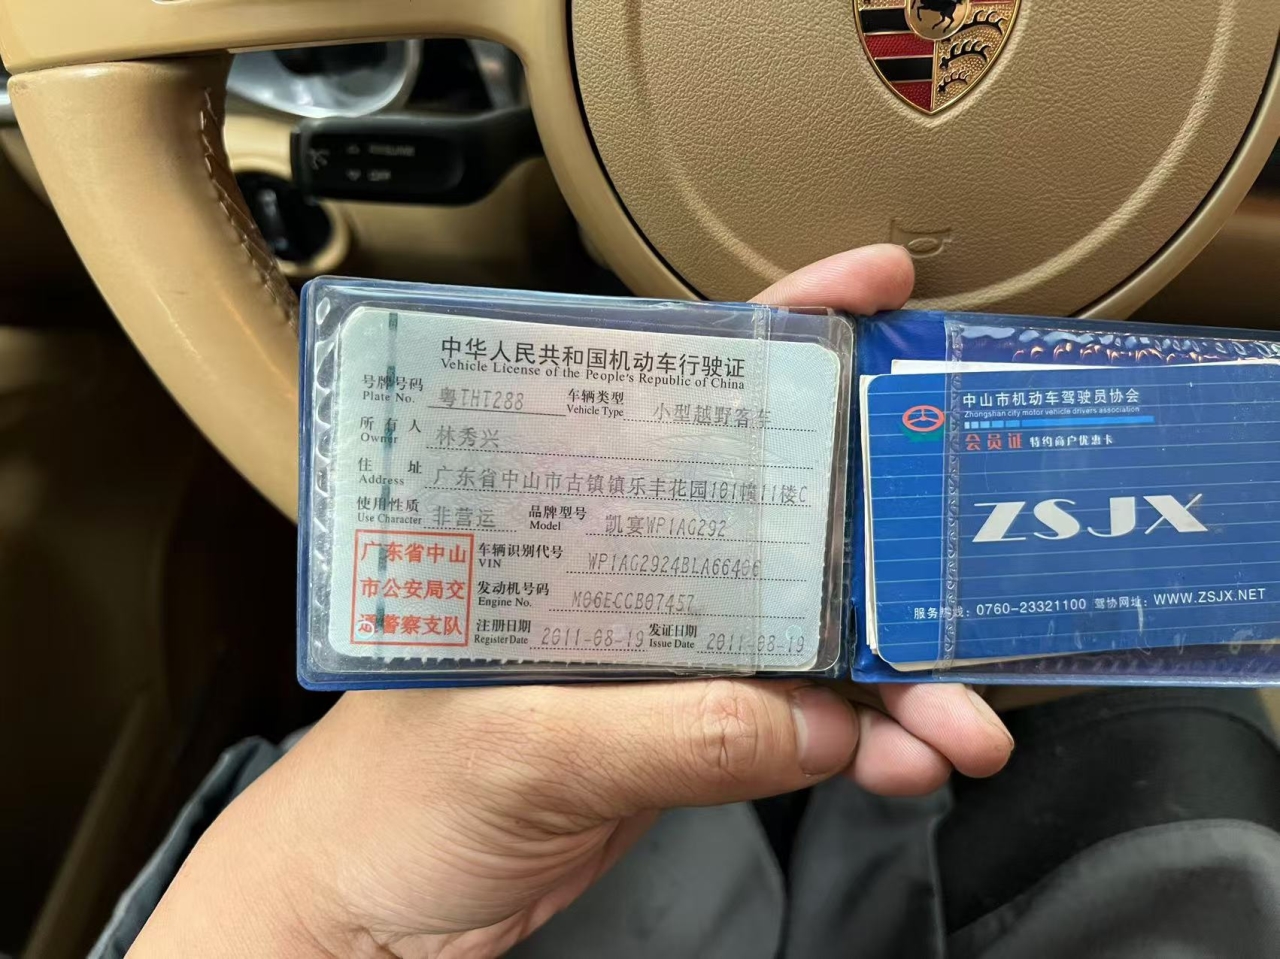 中华人民共和国机动车行驶证
Vehicle License of the People's Republic of China
号牌号码 Plate No. 粤THT288 车辆类型 Vehicle Type 小型越野客车
所有人 Owner 林秀兴
住址 Address 广东省中山市古镇镇乐丰花园101幢11楼C
使用性质 Use Character 非营运 品牌型号 Model 凯宴WP1AG292
车辆识别代号 VIN WP1AG2924BLA66406
发动机号码 Engine No. M06ECCB07457
注册日期 Register Date 2011-08-19 发证日期 Issue Date 2011-08-19
广东省中山
市公安局交
通警察支队
中山市机动车驾驶员协会
Zhongshan city motor vehicle drivers association
会员证 特约商户优惠卡
ZSJX
服务热线: 0760-23321100 驾协网址: WWW.ZSJX.NET
OFF